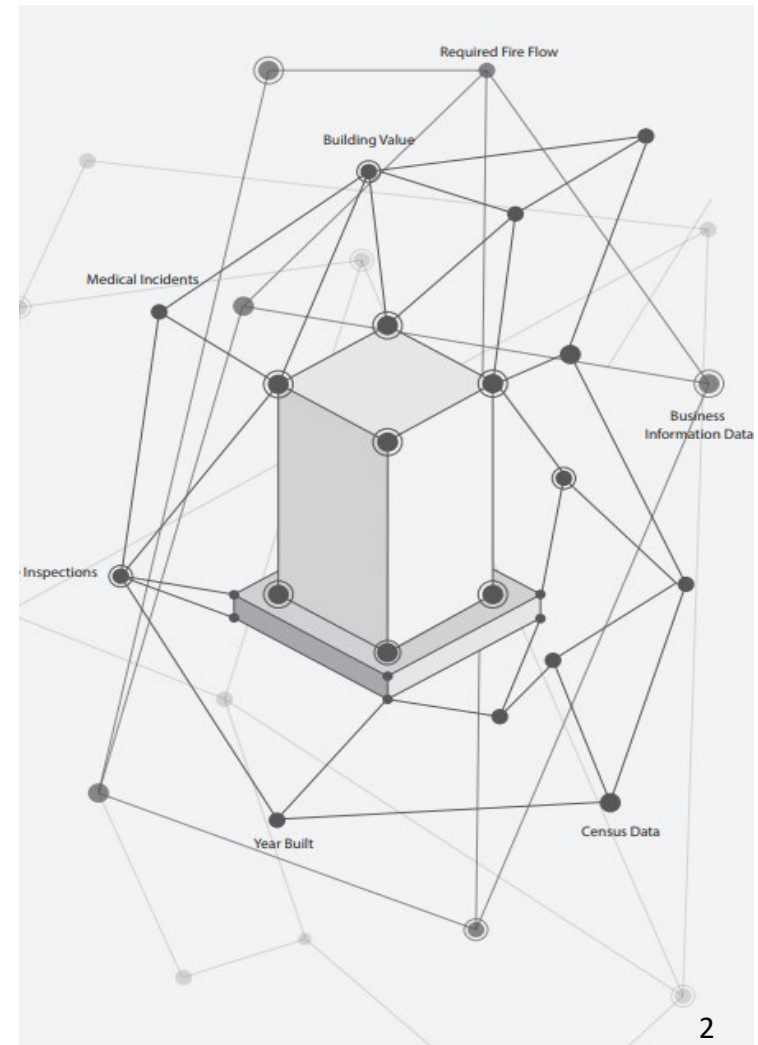 Required Fire Flow
Building Value
Medical Incidents
Business
Information Data
Inspections
Year Built
Census Data
2